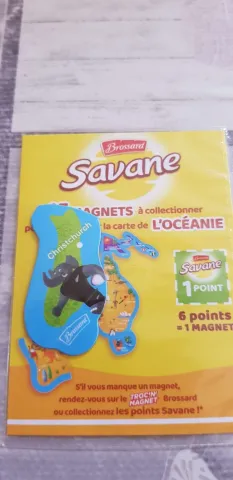 Brossard
Savane
MAGNETS à collectionner
la carte de L'OCÉANIE
Christchurch
Brossard
Brossard
Savane
1 POINT
6 points
= 1 MAGNET
S'il vous manque un magnet,
rendez-vous sur le TROC'N MAGNET Brossard
ou collectionnez les points Savane !*